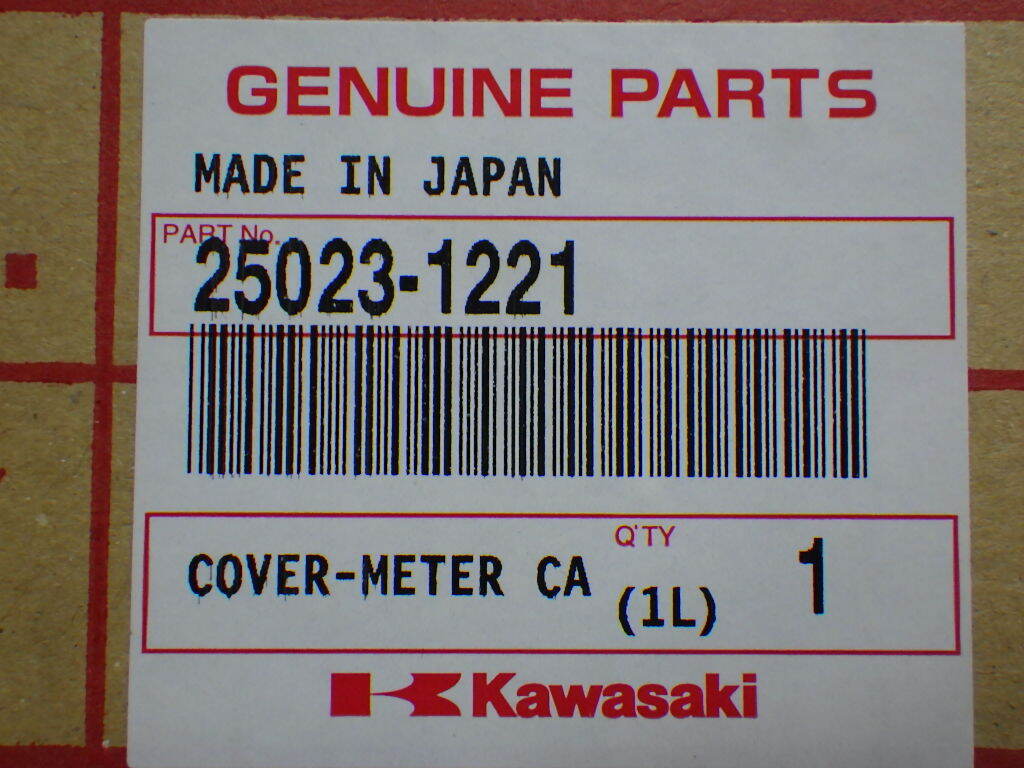 GENUINE PARTS
MADE IN JAPAN
PART No.
25023-1221
Q'TY
COVER-METER CA (1L) 1
Kawasaki